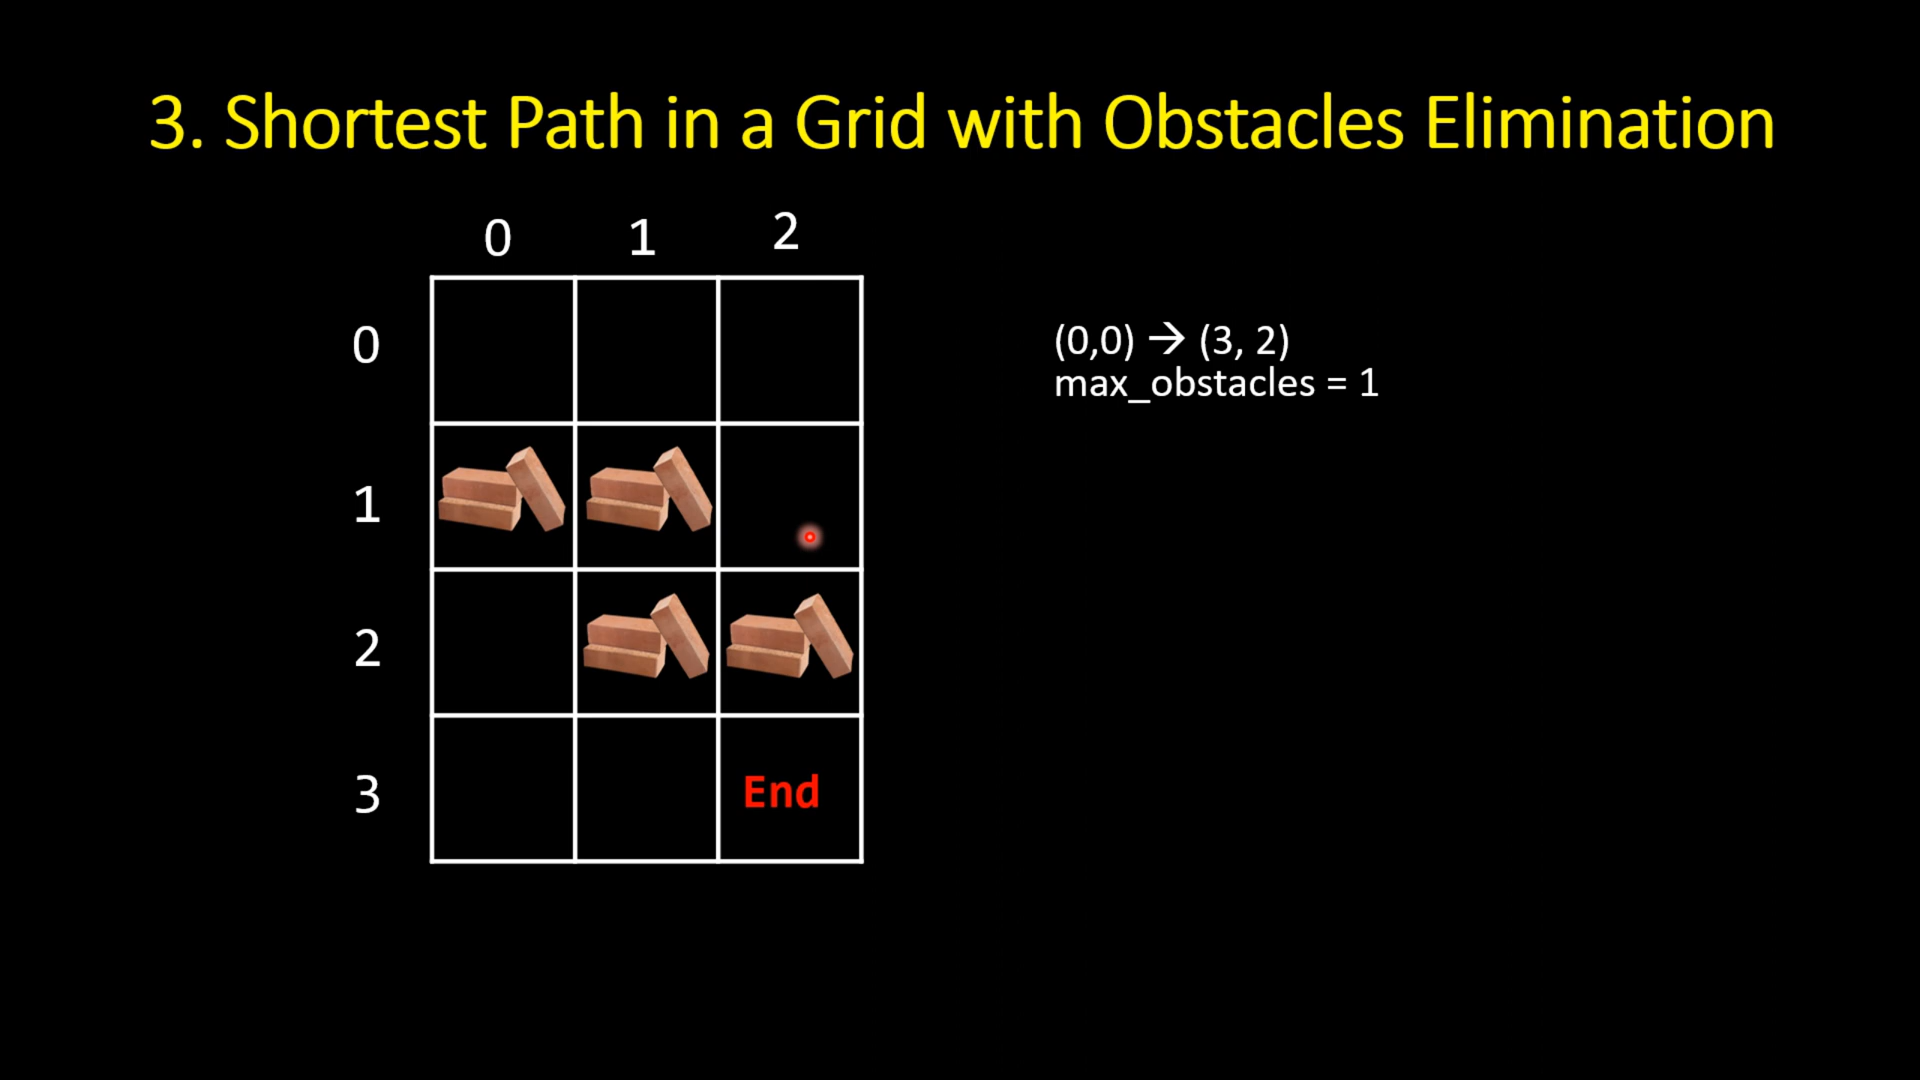 3. Shortest Path in a Grid with Obstacles Elimination
0 1 2
0
(0,0) → (3, 2)
max_obstacles = 1
1
2
3
End